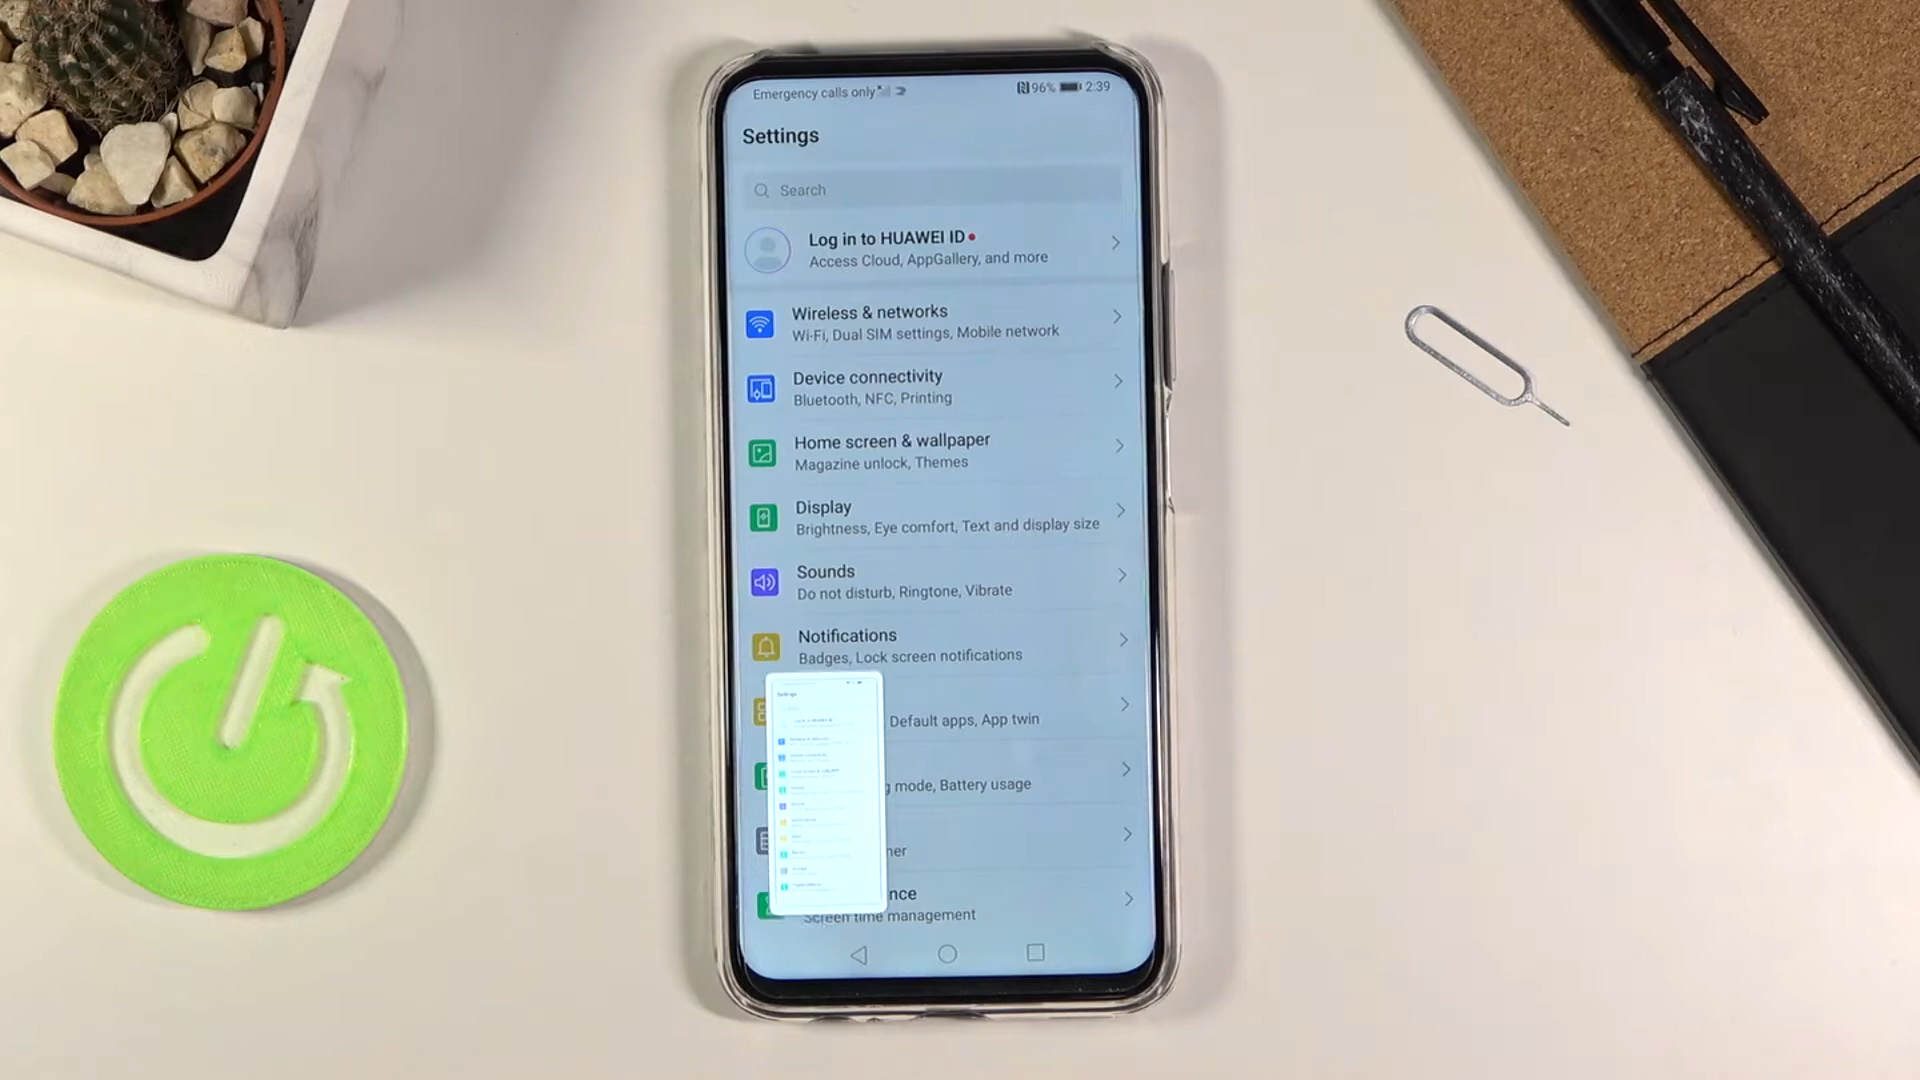 Emergency calls only
96% 2:39
Settings
Search
Log in to HUAWEI ID
Access Cloud, AppGallery, and more
Wireless & networks
Wi-Fi, Dual SIM settings, Mobile network
Device connectivity
Bluetooth, NFC, Printing
Home screen & wallpaper
Magazine unlock, Themes
Display
Brightness, Eye comfort, Text and display size
Sounds
Do not disturb, Ringtone, Vibrate
Notifications
Badges, Lock screen notifications
Settings
Default apps, App twin
mode, Battery usage
ner
nce
Screen time management